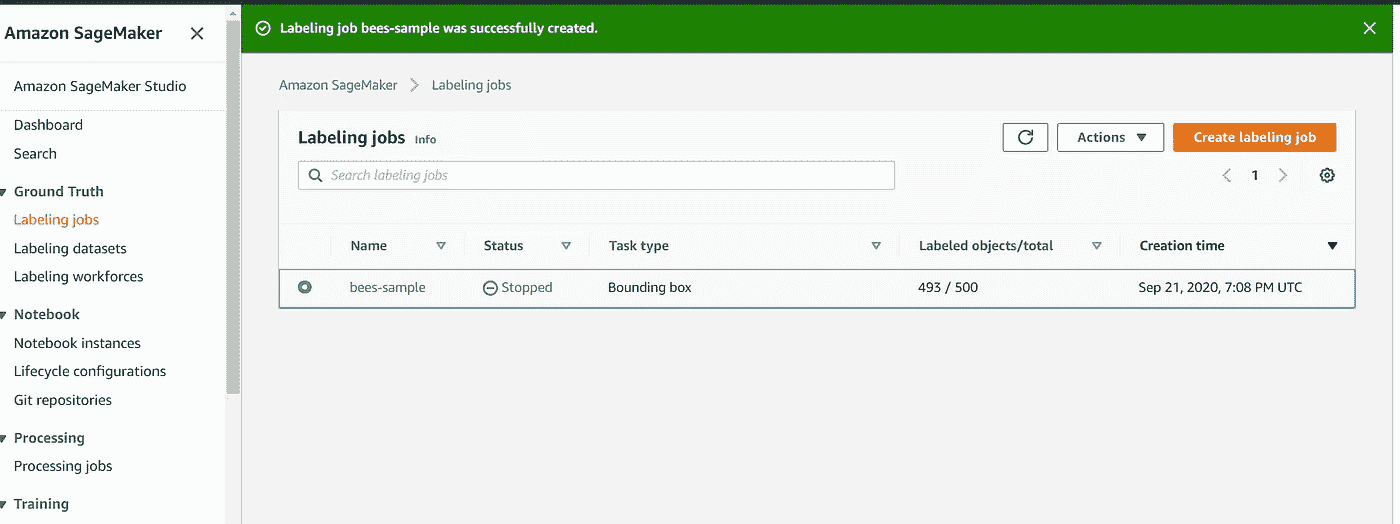 Amazon SageMaker
Amazon SageMaker Studio
Dashboard
Search
Ground Truth
Labeling jobs
Labeling datasets
Labeling workforces
Notebook
Notebook instances
Lifecycle configurations
Git repositories
Processing
Processing jobs
Training
Labeling job bees-sample was successfully created.
Amazon SageMaker > Labeling jobs
Labeling jobs Info
Actions
Create labeling job
Search labeling jobs
1
Name Status Task type Labeled objects/total Creation time
bees-sample Stopped Bounding box 493 / 500 Sep 21, 2020, 7:08 PM UTC